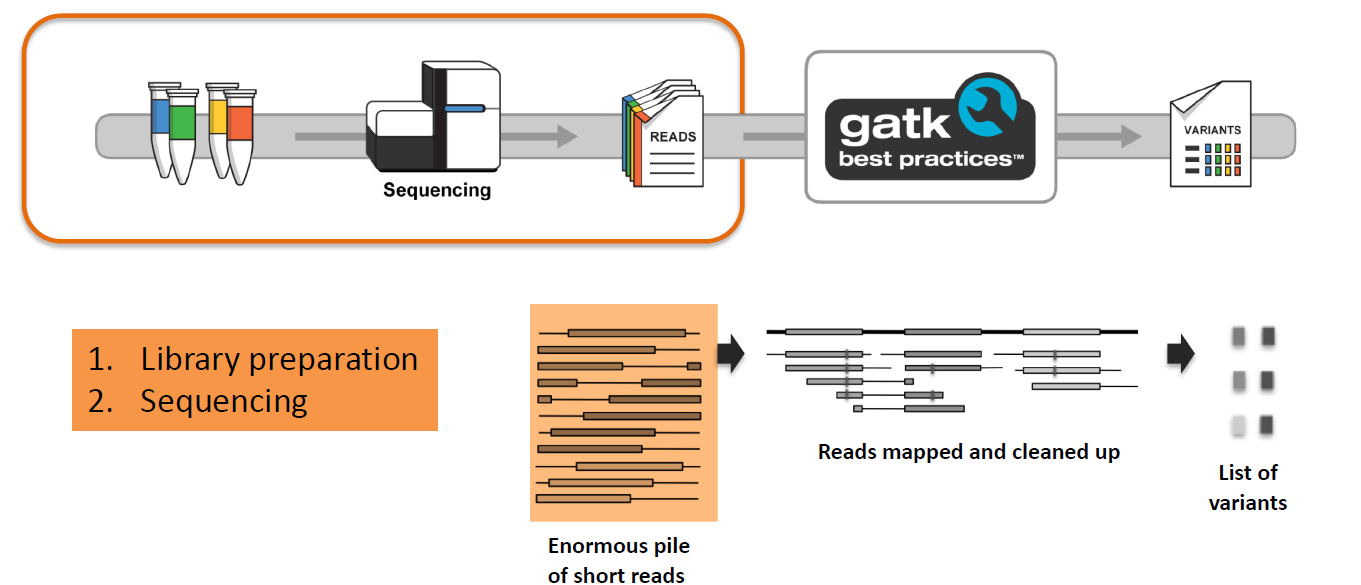 READS
Sequencing
gatk
best practices™
VARIANTS
1. Library preparation
2. Sequencing
Enormous pile
of short reads
Reads mapped and cleaned up
List of
variants